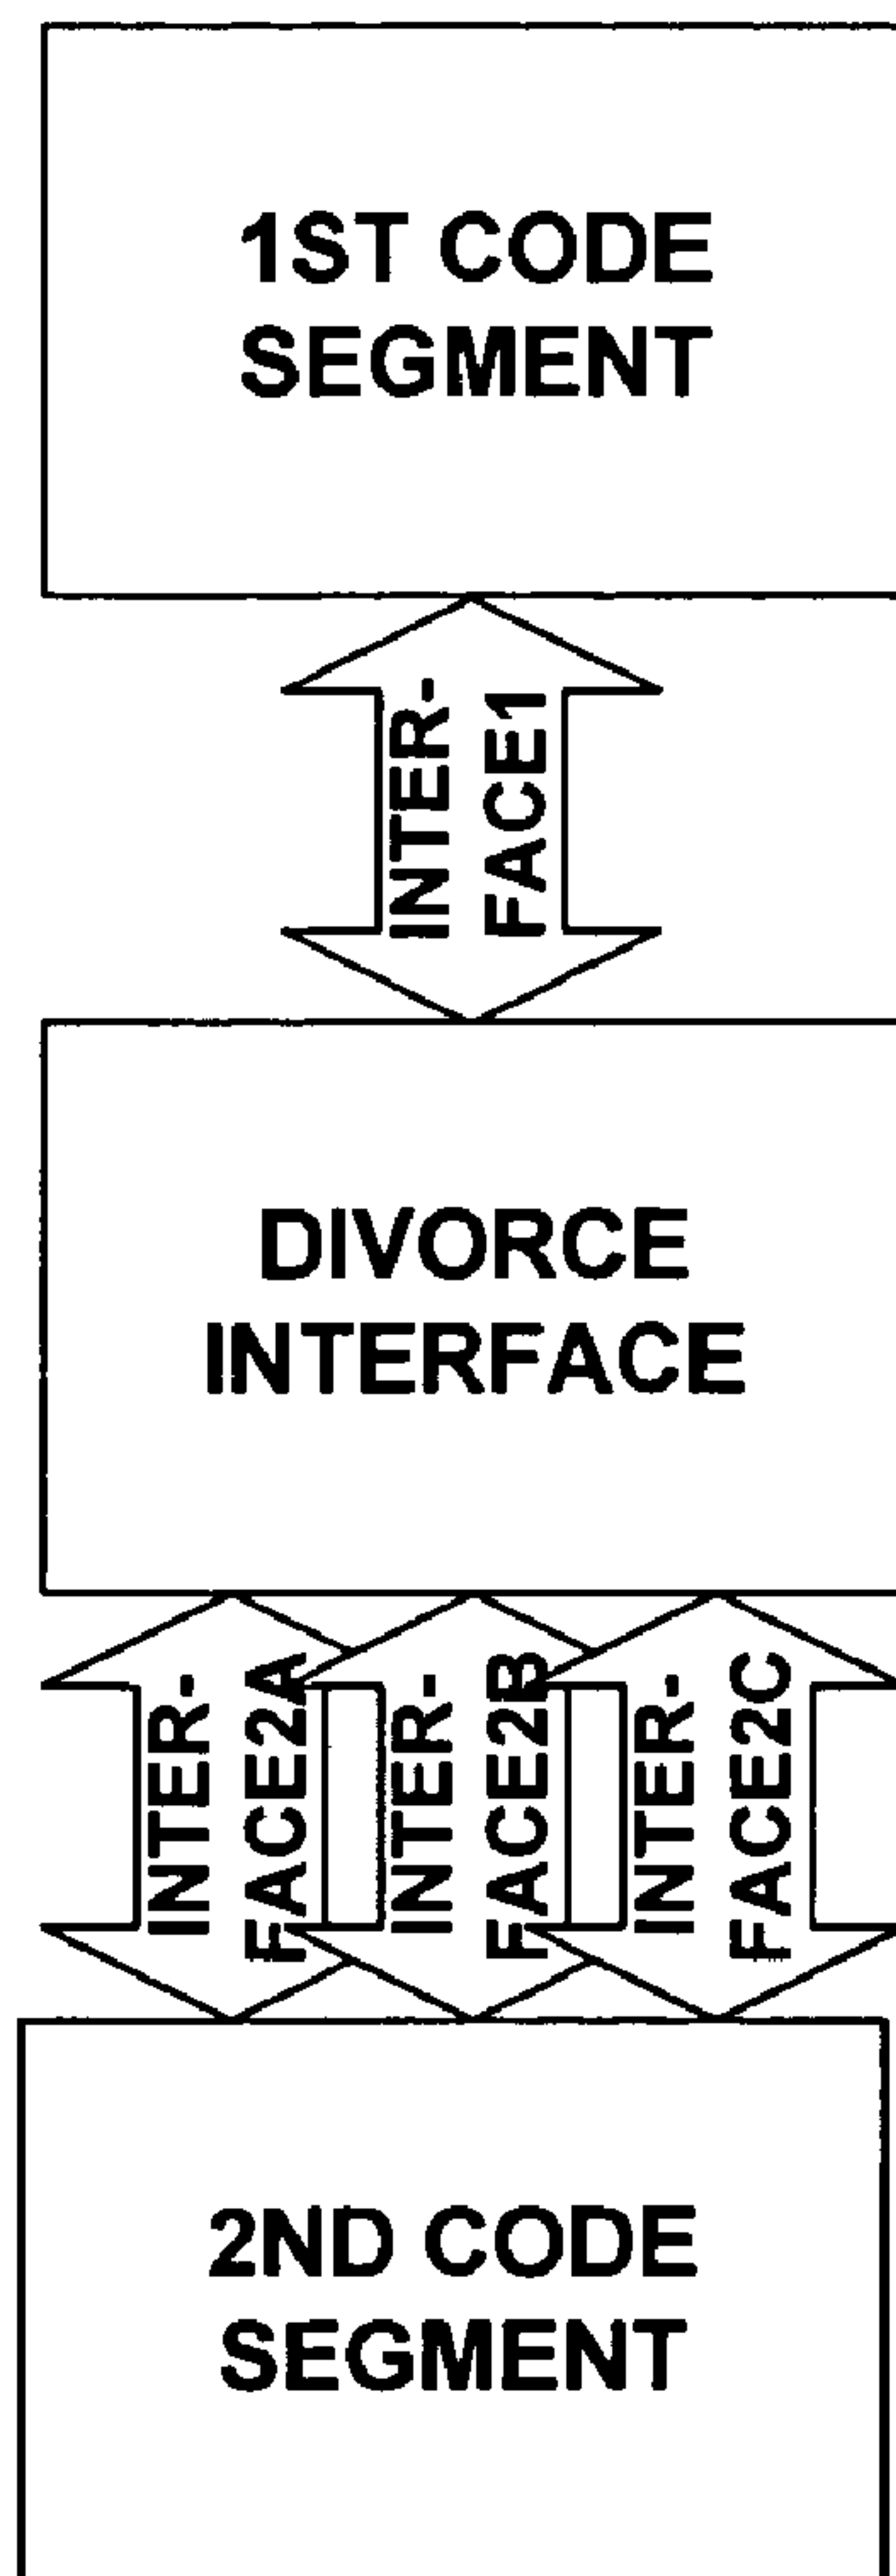 1ST CODE
SEGMENT
INTER-
FACE1
DIVORCE
INTERFACE
INTER-
FACE2A
INTER-
FACE2B
INTER-
FACE2C
2ND CODE
SEGMENT